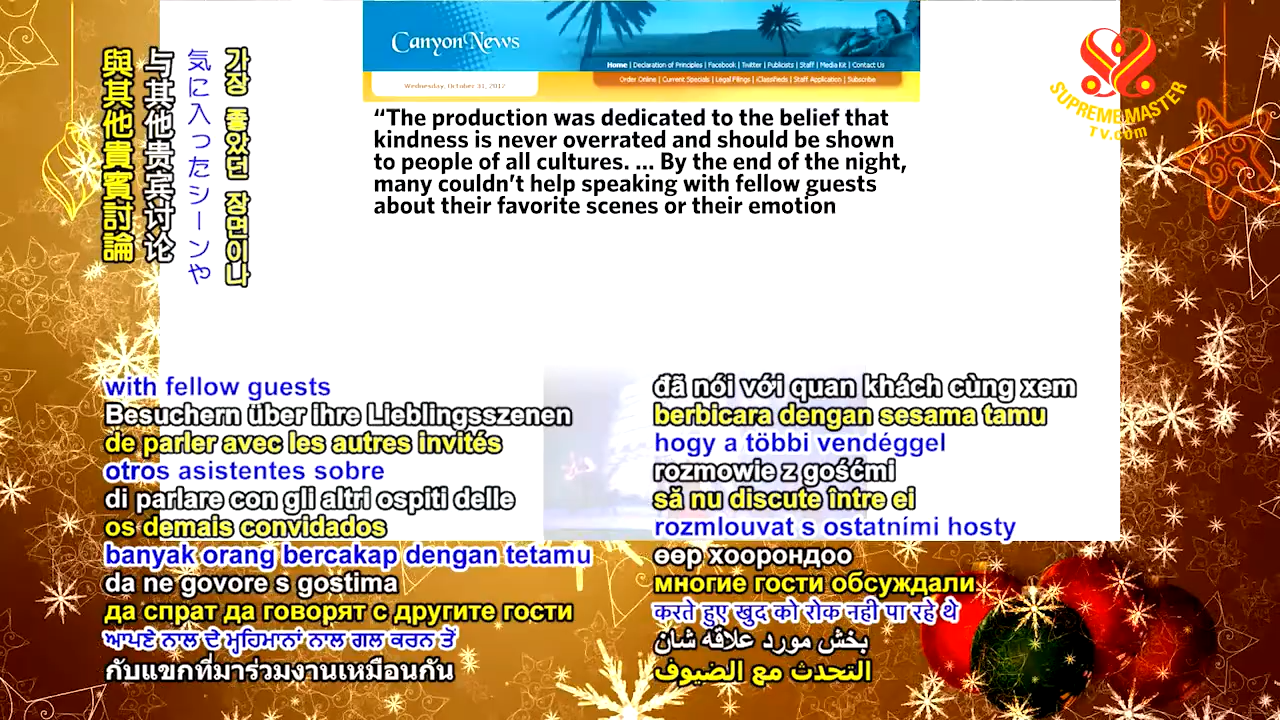 與其他貴賓討論
与其他贵宾讨论
気に入ったシーンや
가장 좋았던 장면이나
CanyonNews
Home | Declaration of Principles | Facebook | Twitter | Publicists | Staff | Media Kit | Contact Us
Order Online | Current Specials | Legal Filings | iClassifieds | Staff Application | Subscribe
Wednesday, October 31, 2012
SUPREME MASTER
TV.com
“The production was dedicated to the belief that
kindness is never overrated and should be shown
to people of all cultures. ... By the end of the night,
many couldn’t help speaking with fellow guests
about their favorite scenes or their emotion
with fellow guests
Besuchern über ihre Lieblingsszenen
de parler avec les autres invités
otros asistentes sobre
di parlare con gli altri ospiti delle
os demais convidados
banyak orang bercakap dengan tetamu
da ne govore s gostima
да спрат да говорят с другите гости
ਆਪਣੇ ਨਾਲ ਦੇ ਮੁਹਿਮਾਨਾਂ ਨਾਲ ਗਲ ਕਰਨ ਤੋਂ
กับแขกที่มาร่วมงานเหมือนกัน
đã nói với quan khách cùng xem
berbicara dengan sesama tamu
hogy a többi vendéggel
rozmowie z gośćmi
să nu discute între ei
rozmlouvat s ostatními hosty
өөр хоорондоо
многие гости обсуждали
करते हुए खुद को रोक नही पा रहे थे
بخش مورد علاقه شان
التحدث مع الضيوف